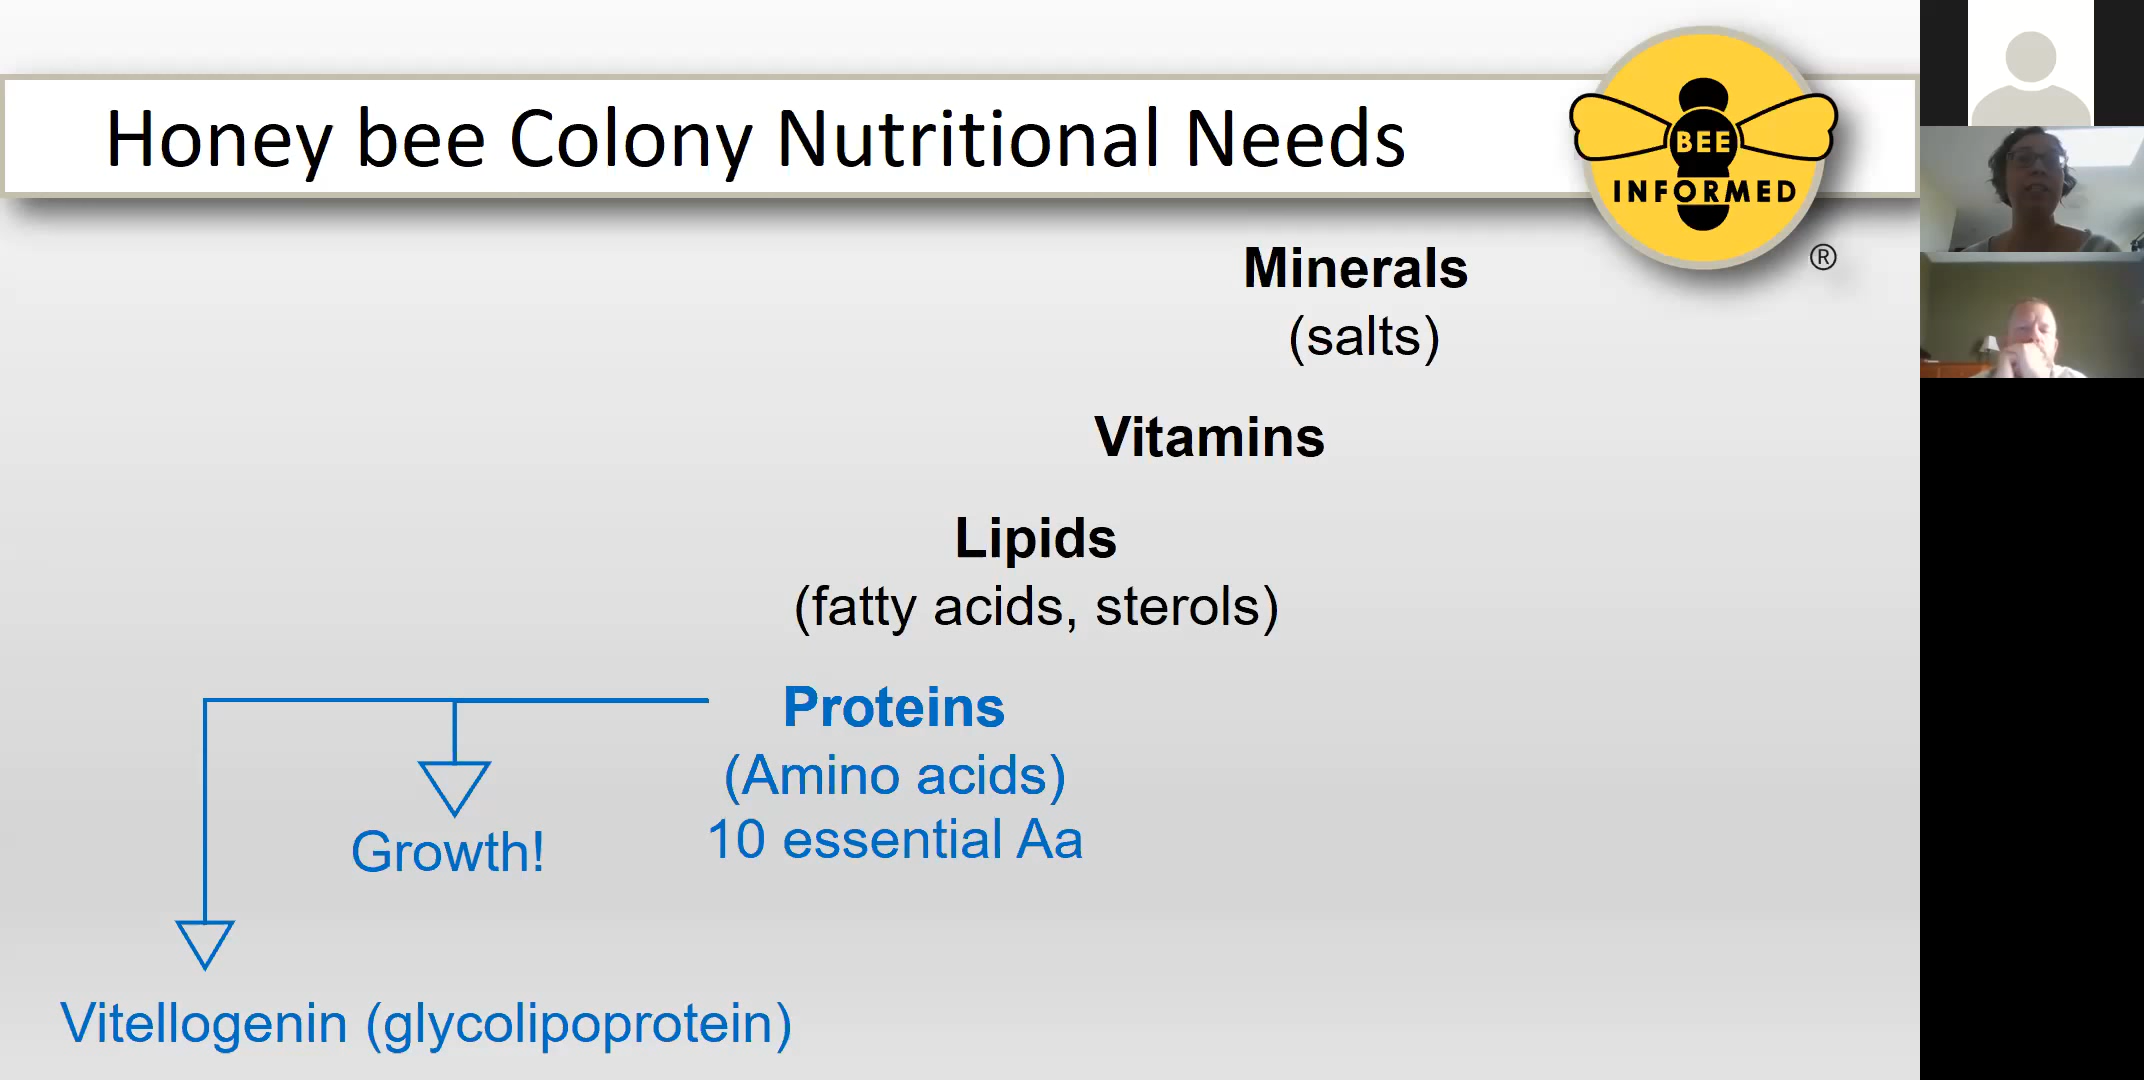 Honey bee Colony Nutritional Needs
BEE
INFORMED
®
Minerals
(salts)
Vitamins
Lipids
(fatty acids, sterols)
Proteins
(Amino acids)
10 essential Aa
Growth!
Vitellogenin (glycolipoprotein)